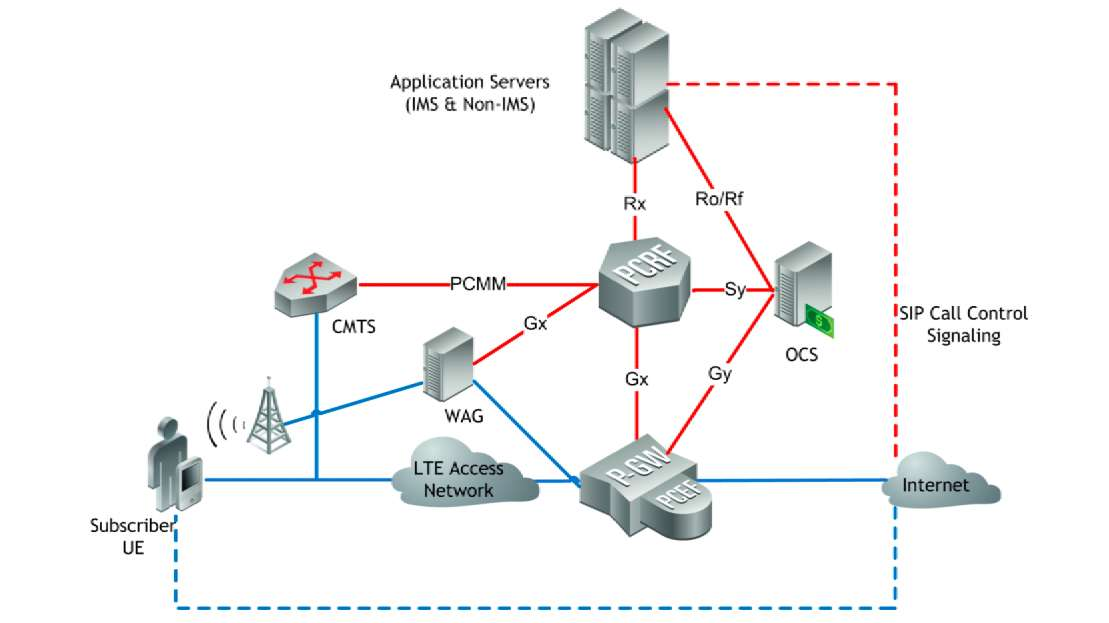 Application Servers
(IMS & Non-IMS)
Rx
Ro/Rf
PCRF
PCMM
Sy
CMTS
Gx
OCS
SIP Call Control
Signaling
Gx
Gy
WAG
LTE Access
Network
P-GW
PCEF
Internet
Subscriber
UE
$